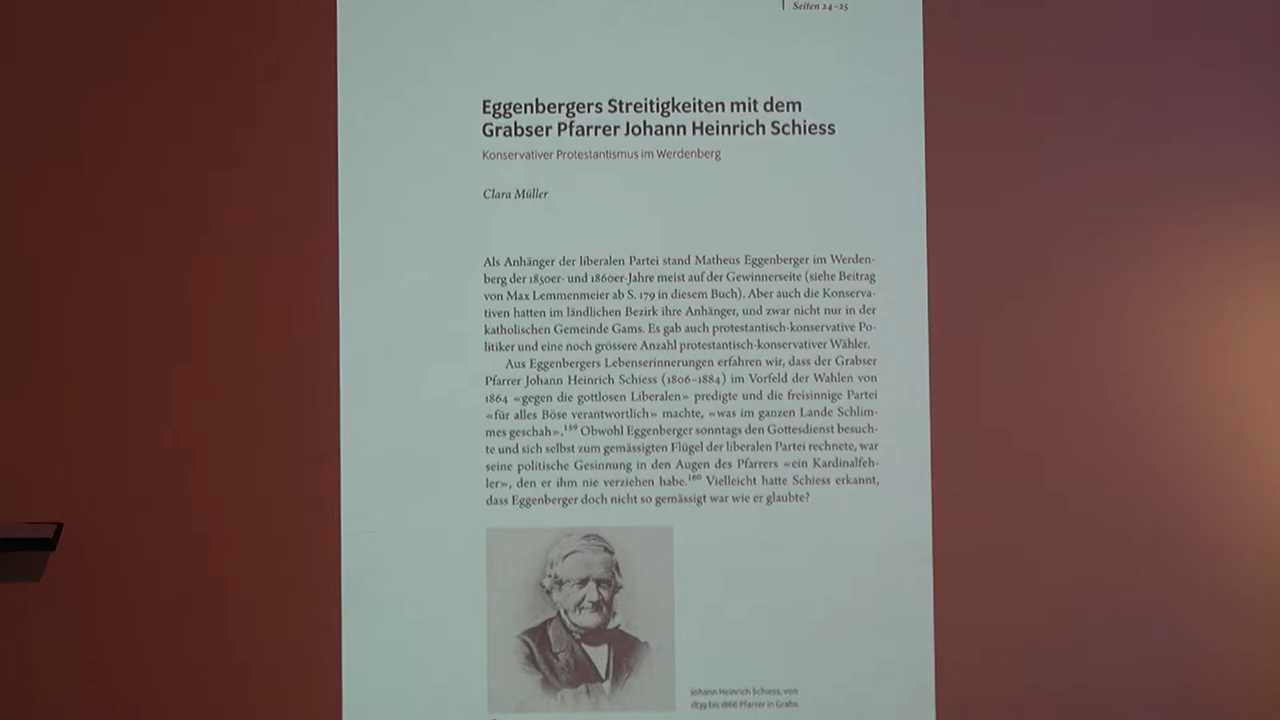 Seiten 24–25
Eggenbergers Streitigkeiten mit dem
Grabser Pfarrer Johann Heinrich Schiess
Konservativer Protestantismus im Werdenberg
Clara Müller
Als Anhänger der liberalen Partei stand Matheus Eggenberger im Werden-
berg der 1850er- und 1860er-Jahre meist auf der Gewinnerseite (siehe Beitrag
von Max Lemmenmeier ab S. 179 in diesem Buch). Aber auch die Konserva-
tiven hatten im ländlichen Bezirk ihre Anhänger, und zwar nicht nur in der
katholischen Gemeinde Gams. Es gab auch protestantisch-konservative Po-
litiker und eine noch grössere Anzahl protestantisch-konservativer Wähler.
Aus Eggenbergers Lebenserinnerungen erfahren wir, dass der Grabser
Pfarrer Johann Heinrich Schiess (1806–1884) im Vorfeld der Wahlen von
1864 «gegen die gottlosen Liberalen» predigte und die freisinnige Partei
«für alles Böse verantwortlich» machte, «was im ganzen Lande Schlim-
mes geschah».¹⁵⁹ Obwohl Eggenberger sonntags den Gottesdienst besuch-
te und sich selbst zum gemässigten Flügel der liberalen Partei rechnete, war
seine politische Gesinnung in den Augen des Pfarrers «ein Kardinalfeh-
ler», den er ihm nie verziehen habe.¹⁶⁰ Vielleicht hatte Schiess erkannt,
dass Eggenberger doch nicht so gemässigt war wie er glaubte?
Johann Heinrich Schiess, von
1839 bis 1866 Pfarrer in Grabs.